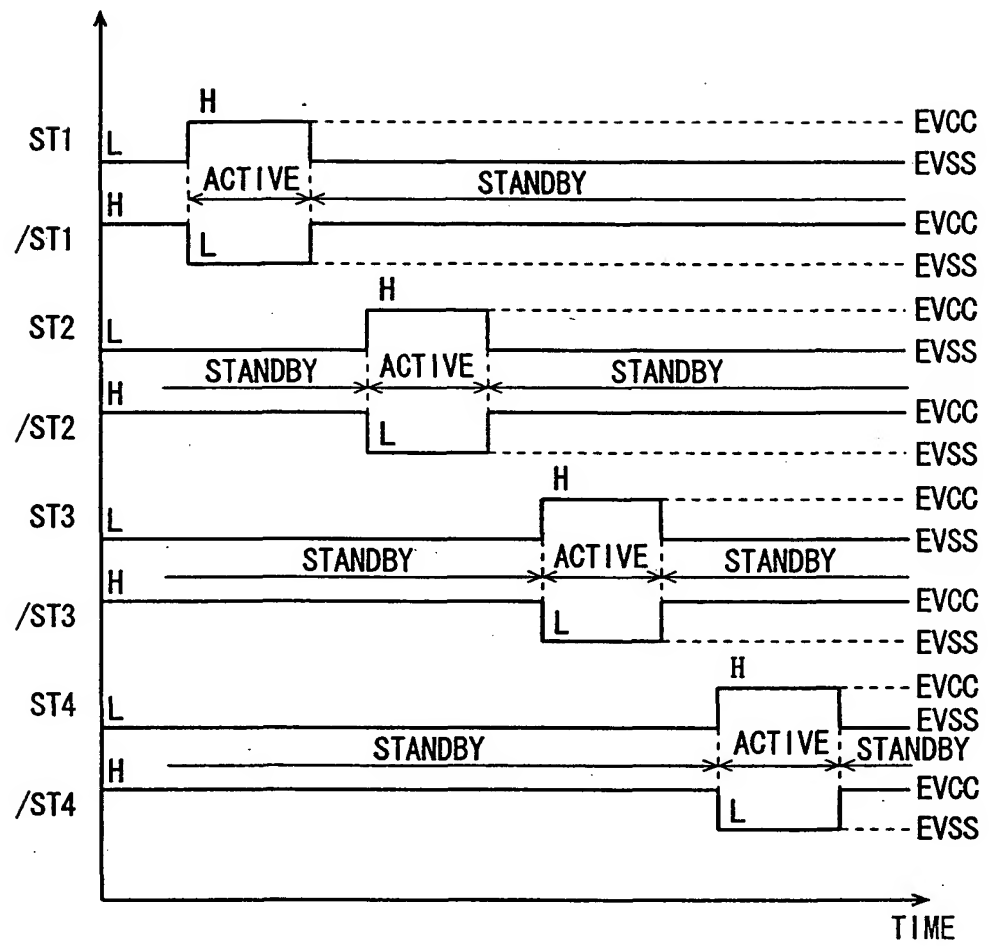 H
ST1 L EVCC
EVSS
ACTIVE STANDBY
H EVCC
/ST1 L
EVSS
H
ST2 L EVCC
EVSS
STANDBY ACTIVE STANDBY
H EVCC
/ST2 L
EVSS
H
ST3 L EVCC
EVSS
STANDBY ACTIVE STANDBY
H EVCC
/ST3 L
EVSS
H
ST4 L EVCC
EVSS
STANDBY ACTIVE STANDBY
H EVCC
/ST4 L
EVSS
TIME